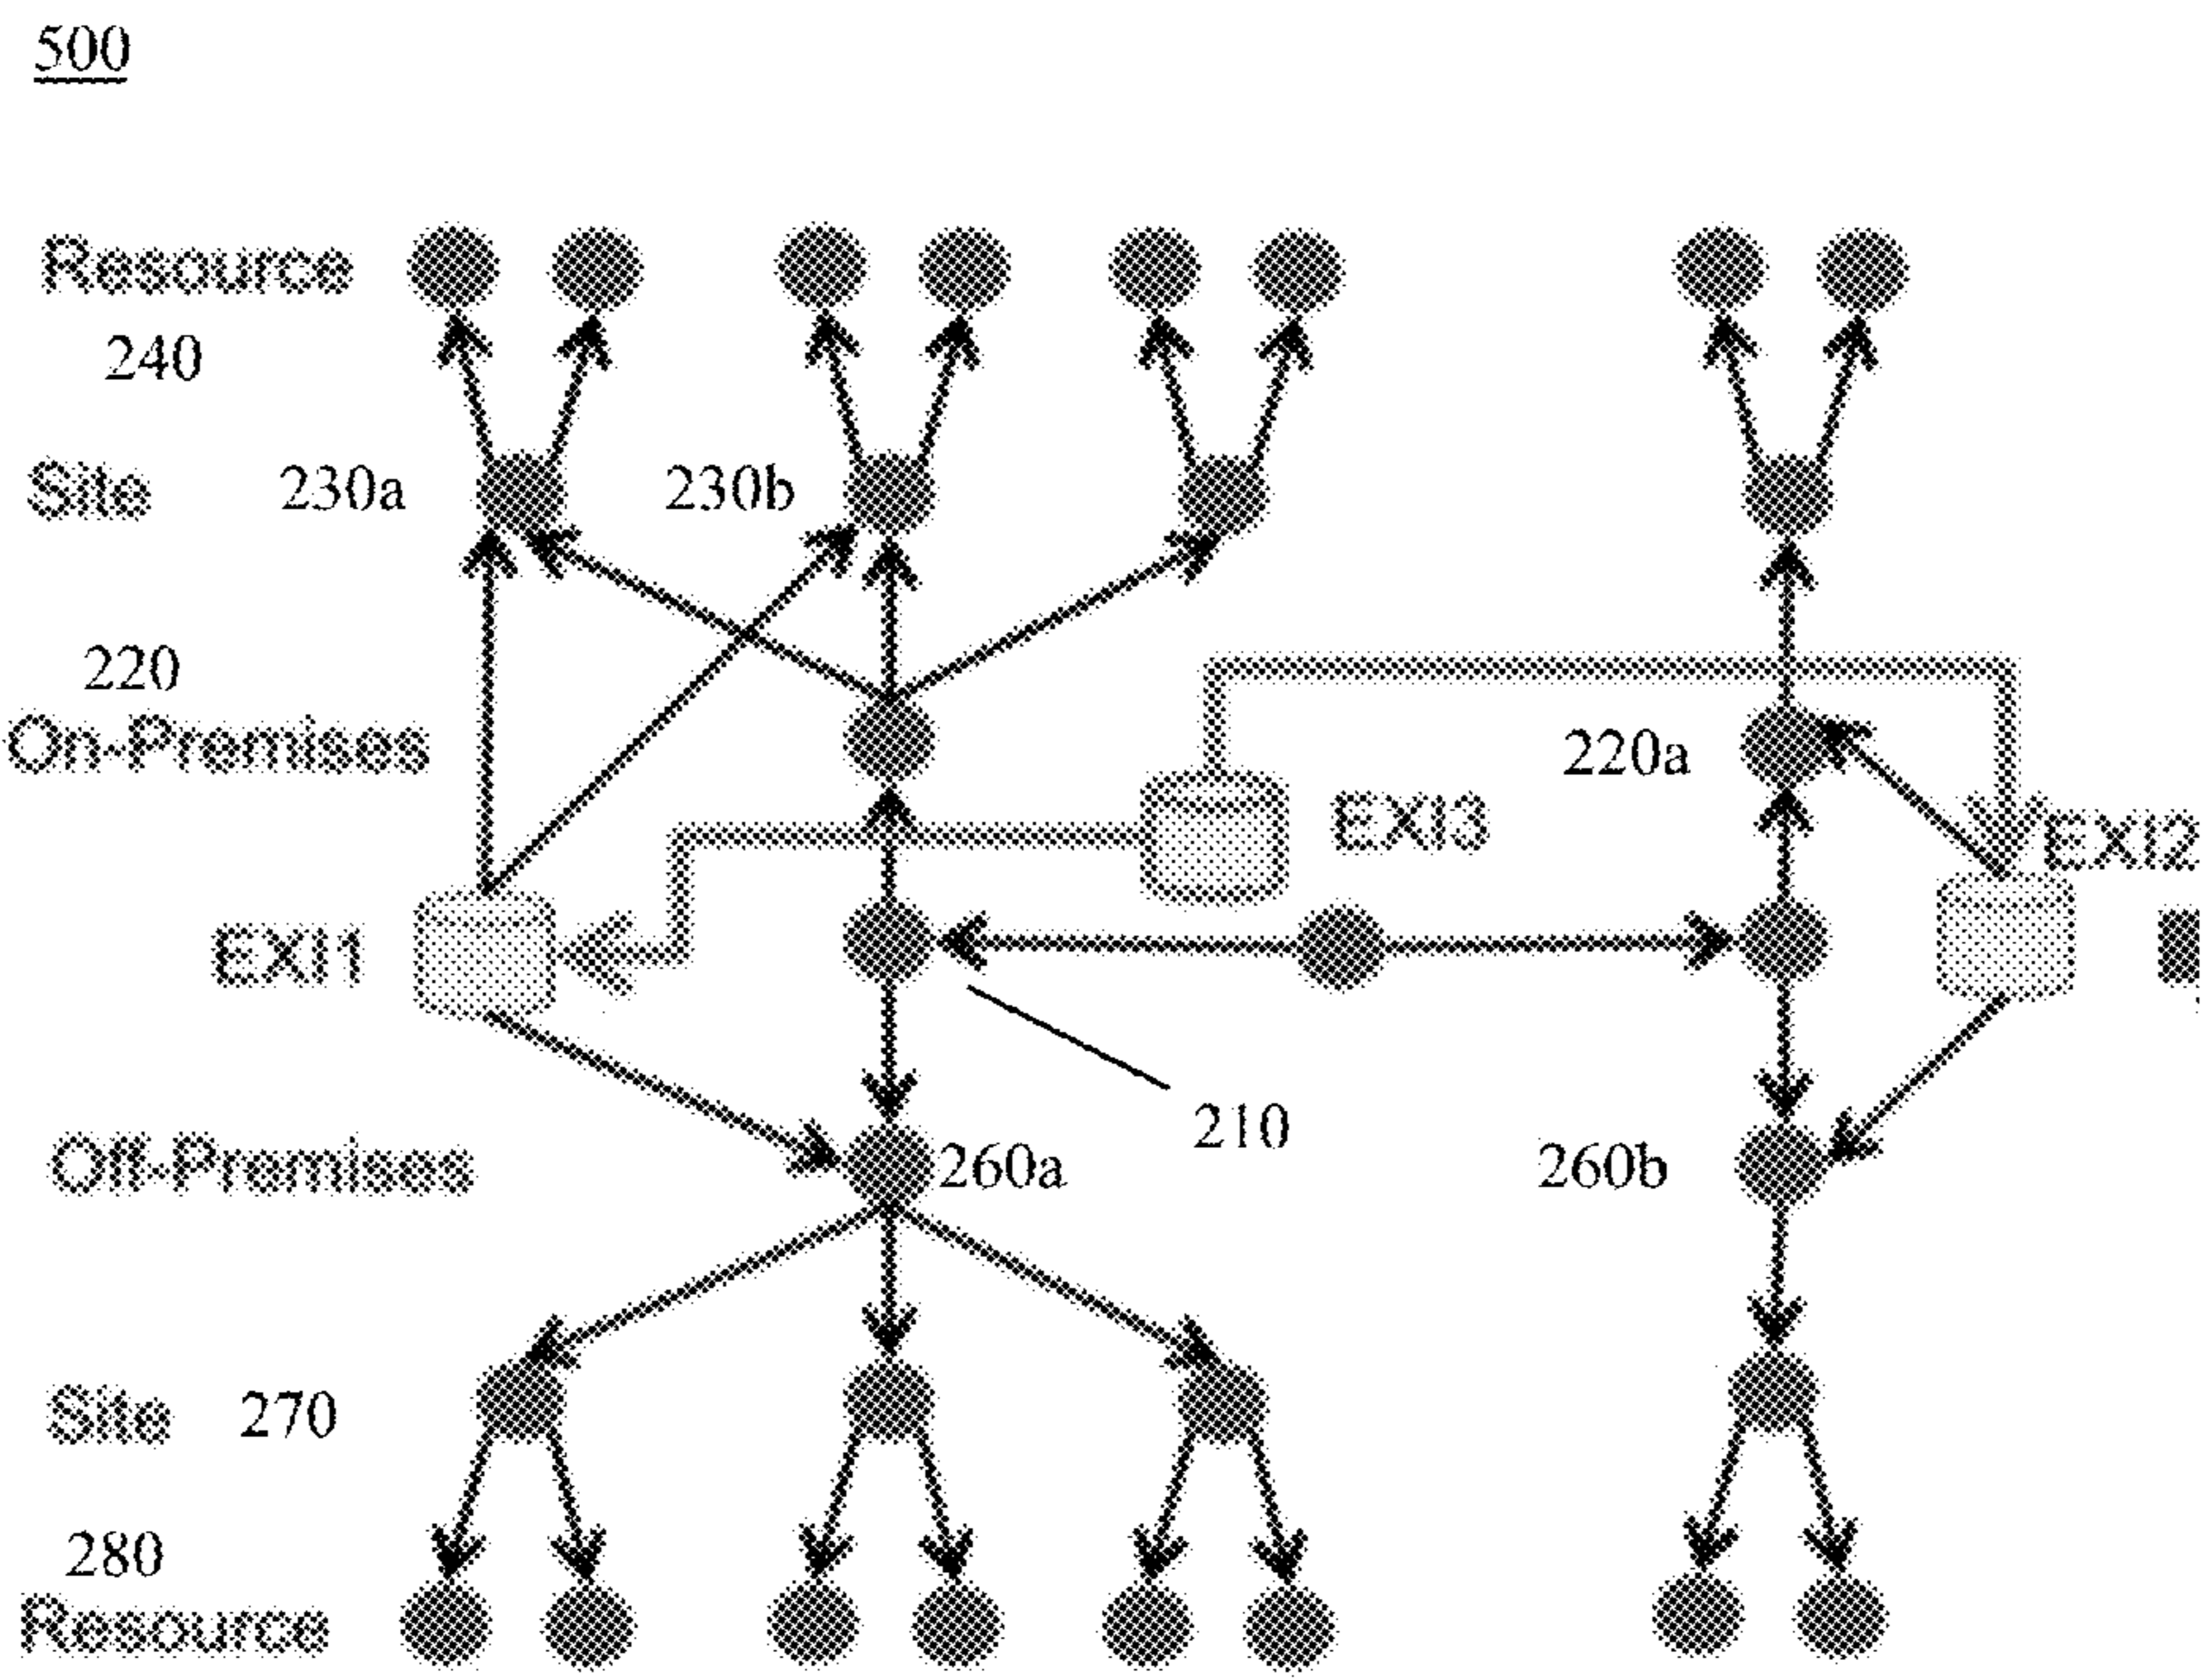 500
Resource
240
Site 230a 230b
220
On-Premises
220a
EXI3
EXI2
EXI1
210
Off-Premises 260a 260b
Site 270
280
Resource